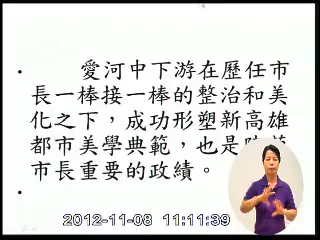 愛河中下游在歷任市
長一棒接一棒的整治和美
化之下，成功形塑新高雄
都市美學典範，也是陳
市長重要的政績。
2012-11-08 11:11:39